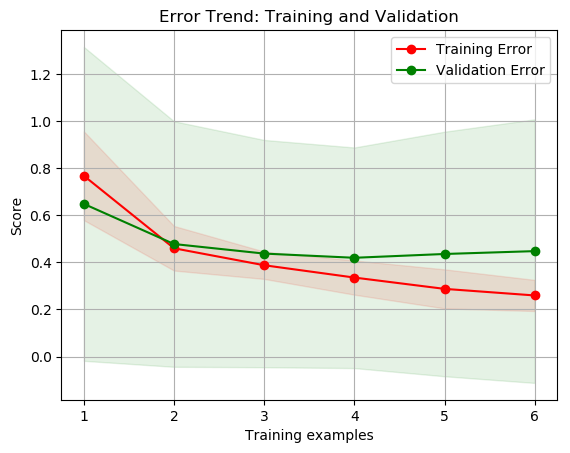 Error Trend: Training and Validation
Training Error
Validation Error
Score
1.2
1.0
0.8
0.6
0.4
0.2
0.0
1 2 3 4 5 6
Training examples